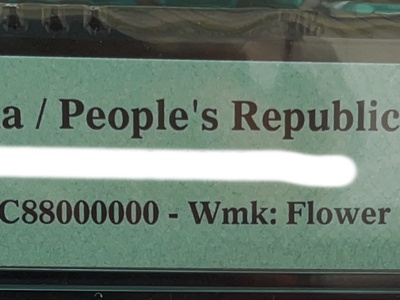 a / People's Republic
C88000000 - Wmk: Flower